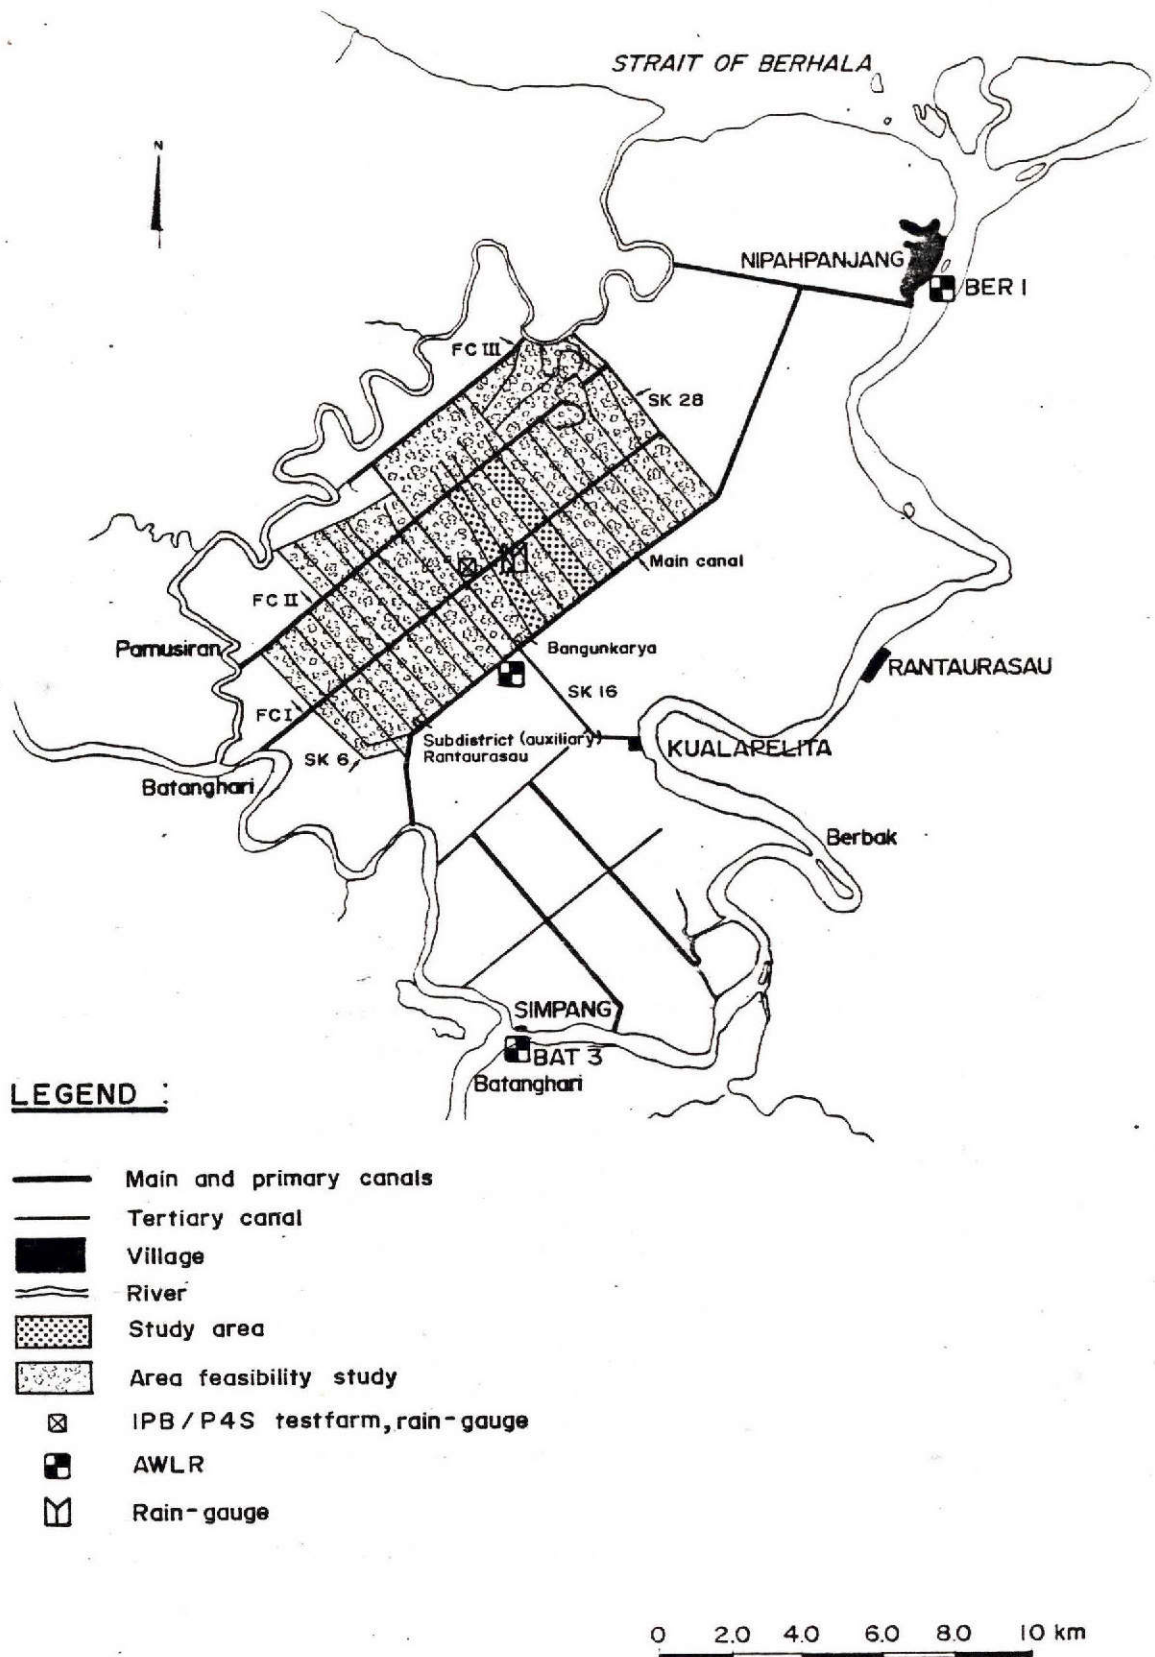 STRAIT OF BERHALA
N
NIPAHPANJANG
BER 1
FC III
SK 28
Main canal
FC II
Pamusiran
Bangunkarya
RANTAURASAU
SK 16
FC I
Subdistrict (auxiliary)
Rantaurasau
KUALAPELITA
SK 6
Batanghari
Berbak
SIMPANG
BAT 3
Batanghari
LEGEND :
Main and primary canals
Tertiary canal
Village
River
Study area
Area feasibility study
IPB / P4S testfarm, rain-gauge
AWLR
Rain-gauge
0 2.0 4.0 6.0 8.0 10 km